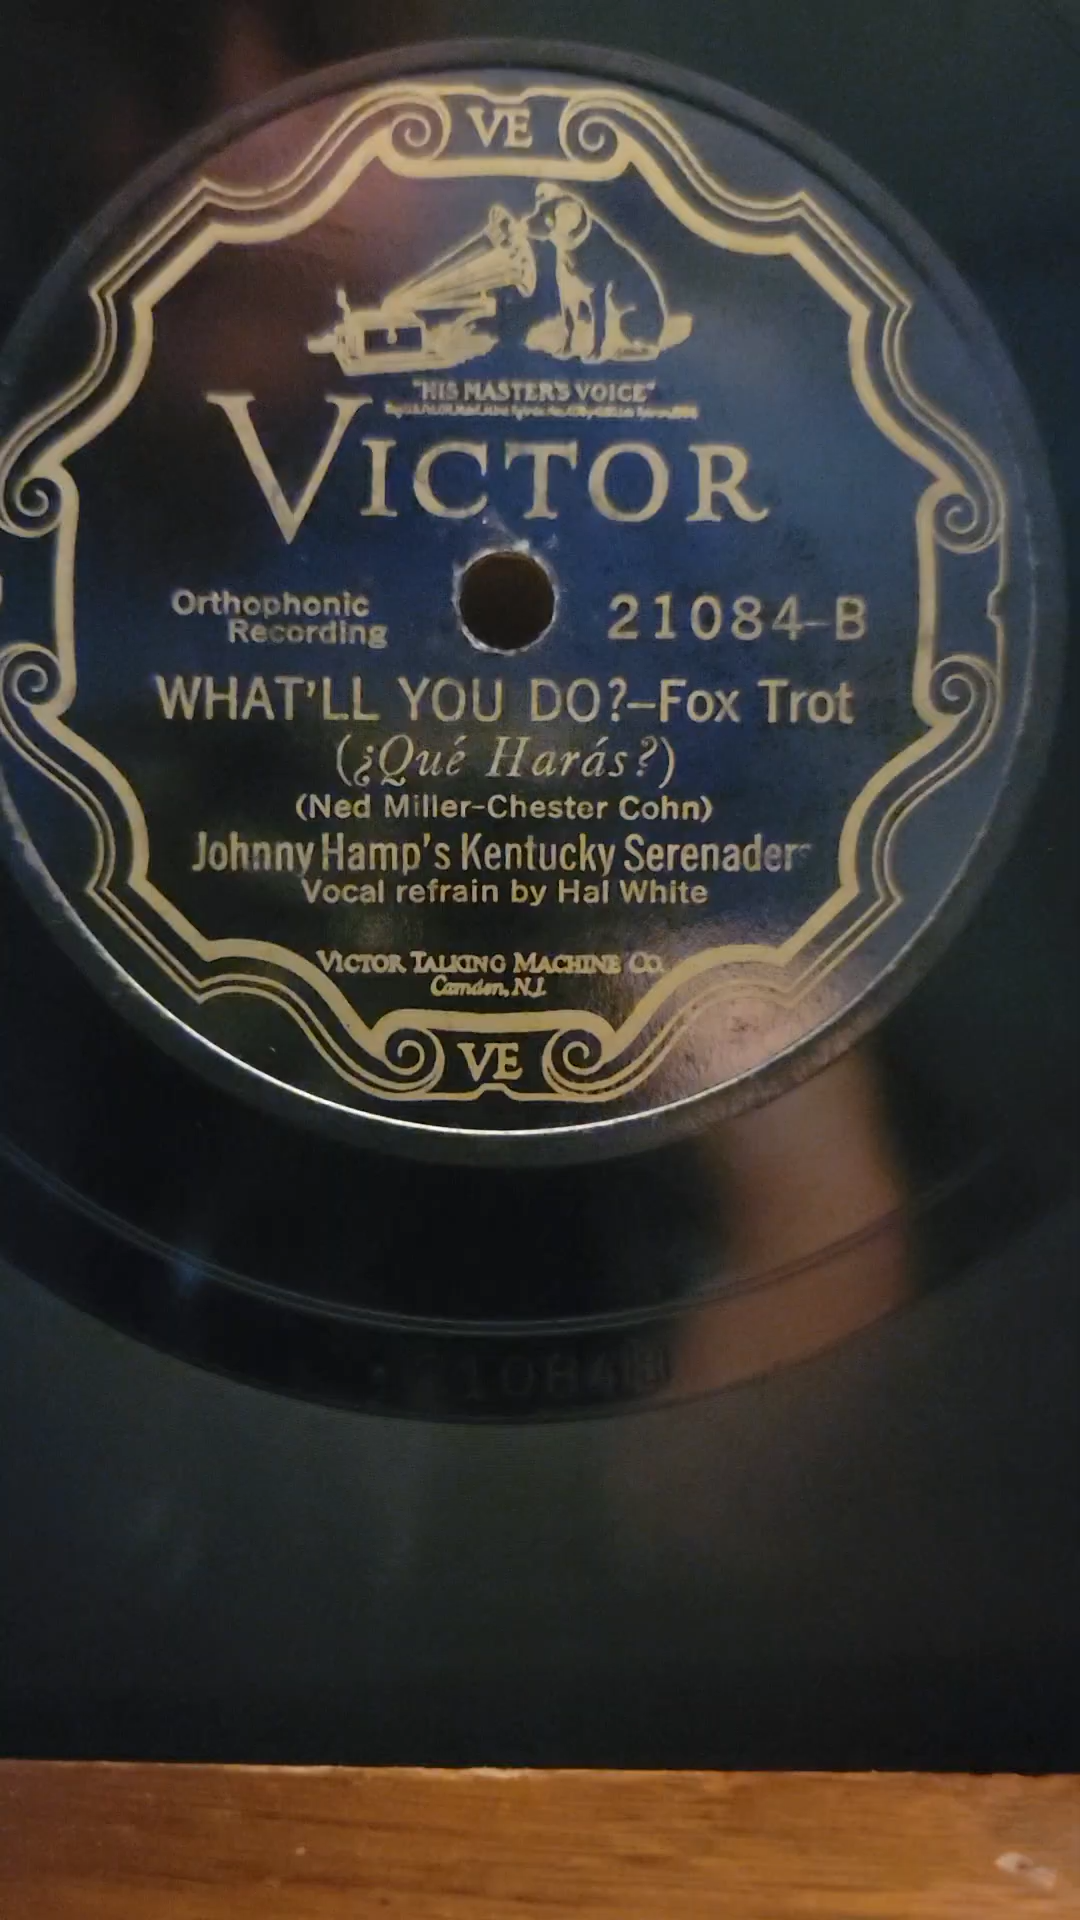 VE
"HIS MASTER'S VOICE"
VICTOR
Orthophonic
Recording
21084-B
WHAT'LL YOU DO?-Fox Trot
(¿Qué Harás?)
(Ned Miller-Chester Cohn)
Johnny Hamp's Kentucky Serenaders
Vocal refrain by Hal White
VICTOR TALKING MACHINE CO.
Camden, N.J.
VE
21084B